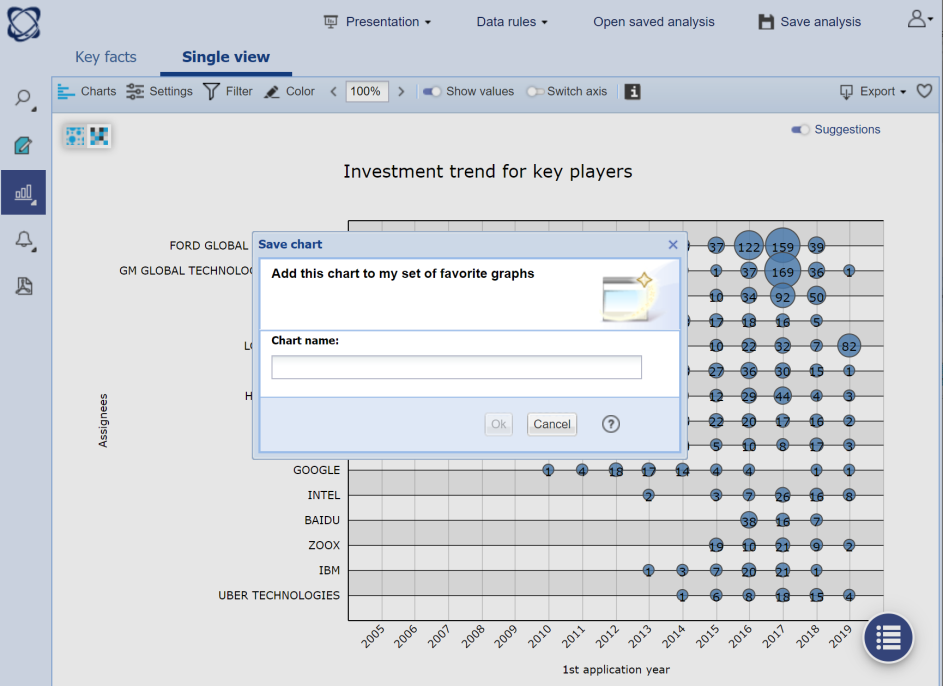 Presentation Data rules Open saved analysis Save analysis
Key facts Single view
Charts Settings Filter Color 100% Show values Switch axis i Export
Suggestions
Investment trend for key players
FORD GLOBAL 37 122 159 39
GM GLOBAL TECHNOLOG 1 37 169 36 1
10 34 92 50
17 18 16 5
10 22 32 7 82
27 36 30 15 1
H 12 29 44 4 3
22 20 17 16 2
5 10 8 17 3
GOOGLE 1 4 18 17 14 4 4 1 1
INTEL 2 3 7 26 16 8
BAIDU 38 16 7
ZOOX 19 10 21 9 2
IBM 1 3 7 20 21 1
UBER TECHNOLOGIES 1 6 8 18 15 4
Assignees
2005 2006 2007 2008 2009 2010 2011 2012 2013 2014 2015 2016 2017 2018 2019
1st application year
Save chart
Add this chart to my set of favorite graphs
Chart name:
Ok Cancel ?